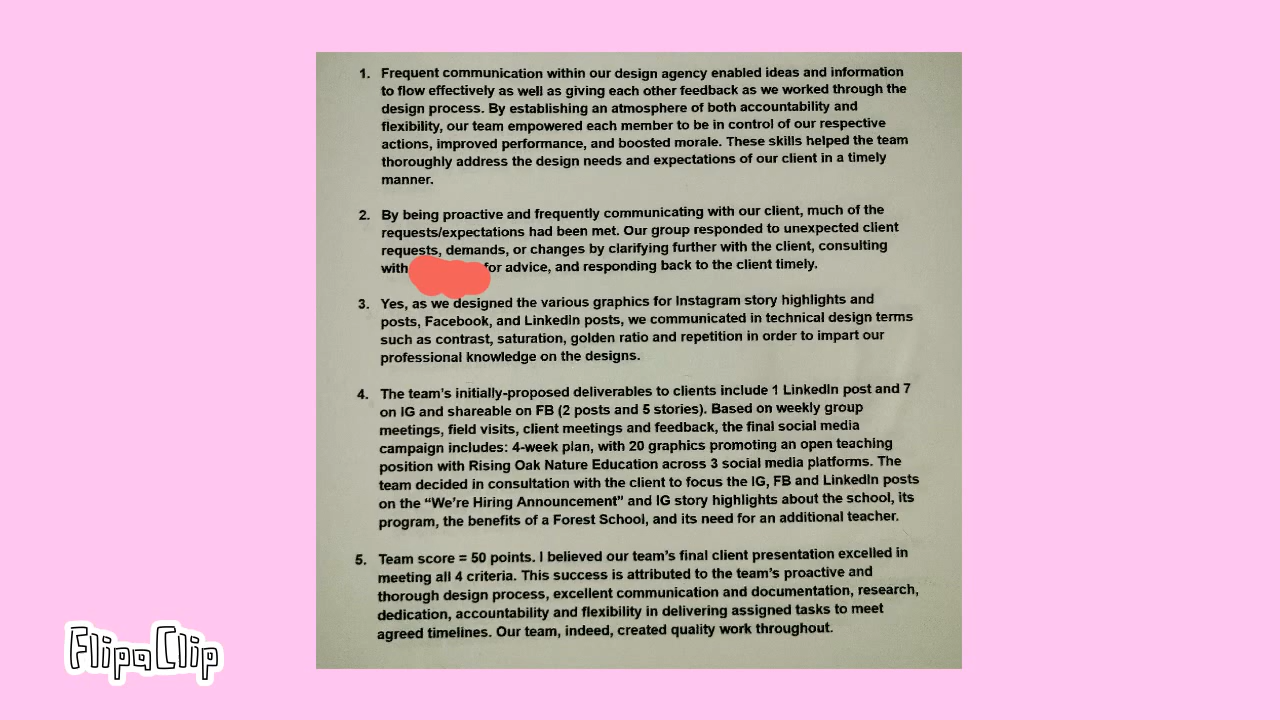 1. Frequent communication within our design agency enabled ideas and information
to flow effectively as well as giving each other feedback as we worked through the
design process. By establishing an atmosphere of both accountability and
flexibility, our team empowered each member to be in control of our respective
actions, improved performance, and boosted morale. These skills helped the team
thoroughly address the design needs and expectations of our client in a timely
manner.
2. By being proactive and frequently communicating with our client, much of the
requests/expectations had been met. Our group responded to unexpected client
requests, demands, or changes by clarifying further with the client, consulting
with for advice, and responding back to the client timely.
3. Yes, as we designed the various graphics for Instagram story highlights and
posts, Facebook, and LinkedIn posts, we communicated in technical design terms
such as contrast, saturation, golden ratio and repetition in order to impart our
professional knowledge on the designs.
4. The team's initially-proposed deliverables to clients include 1 LinkedIn post and 7
on IG and shareable on FB (2 posts and 5 stories). Based on weekly group
meetings, field visits, client meetings and feedback, the final social media
campaign includes: 4-week plan, with 20 graphics promoting an open teaching
position with Rising Oak Nature Education across 3 social media platforms. The
team decided in consultation with the client to focus the IG, FB and LinkedIn posts
on the “We're Hiring Announcement” and IG story highlights about the school, its
program, the benefits of a Forest School, and its need for an additional teacher.
5. Team score = 50 points. I believed our team's final client presentation excelled in
meeting all 4 criteria. This success is attributed to the team's proactive and
thorough design process, excellent communication and documentation, research,
dedication, accountability and flexibility in delivering assigned tasks to meet
agreed timelines. Our team, indeed, created quality work throughout.
FlipaClip